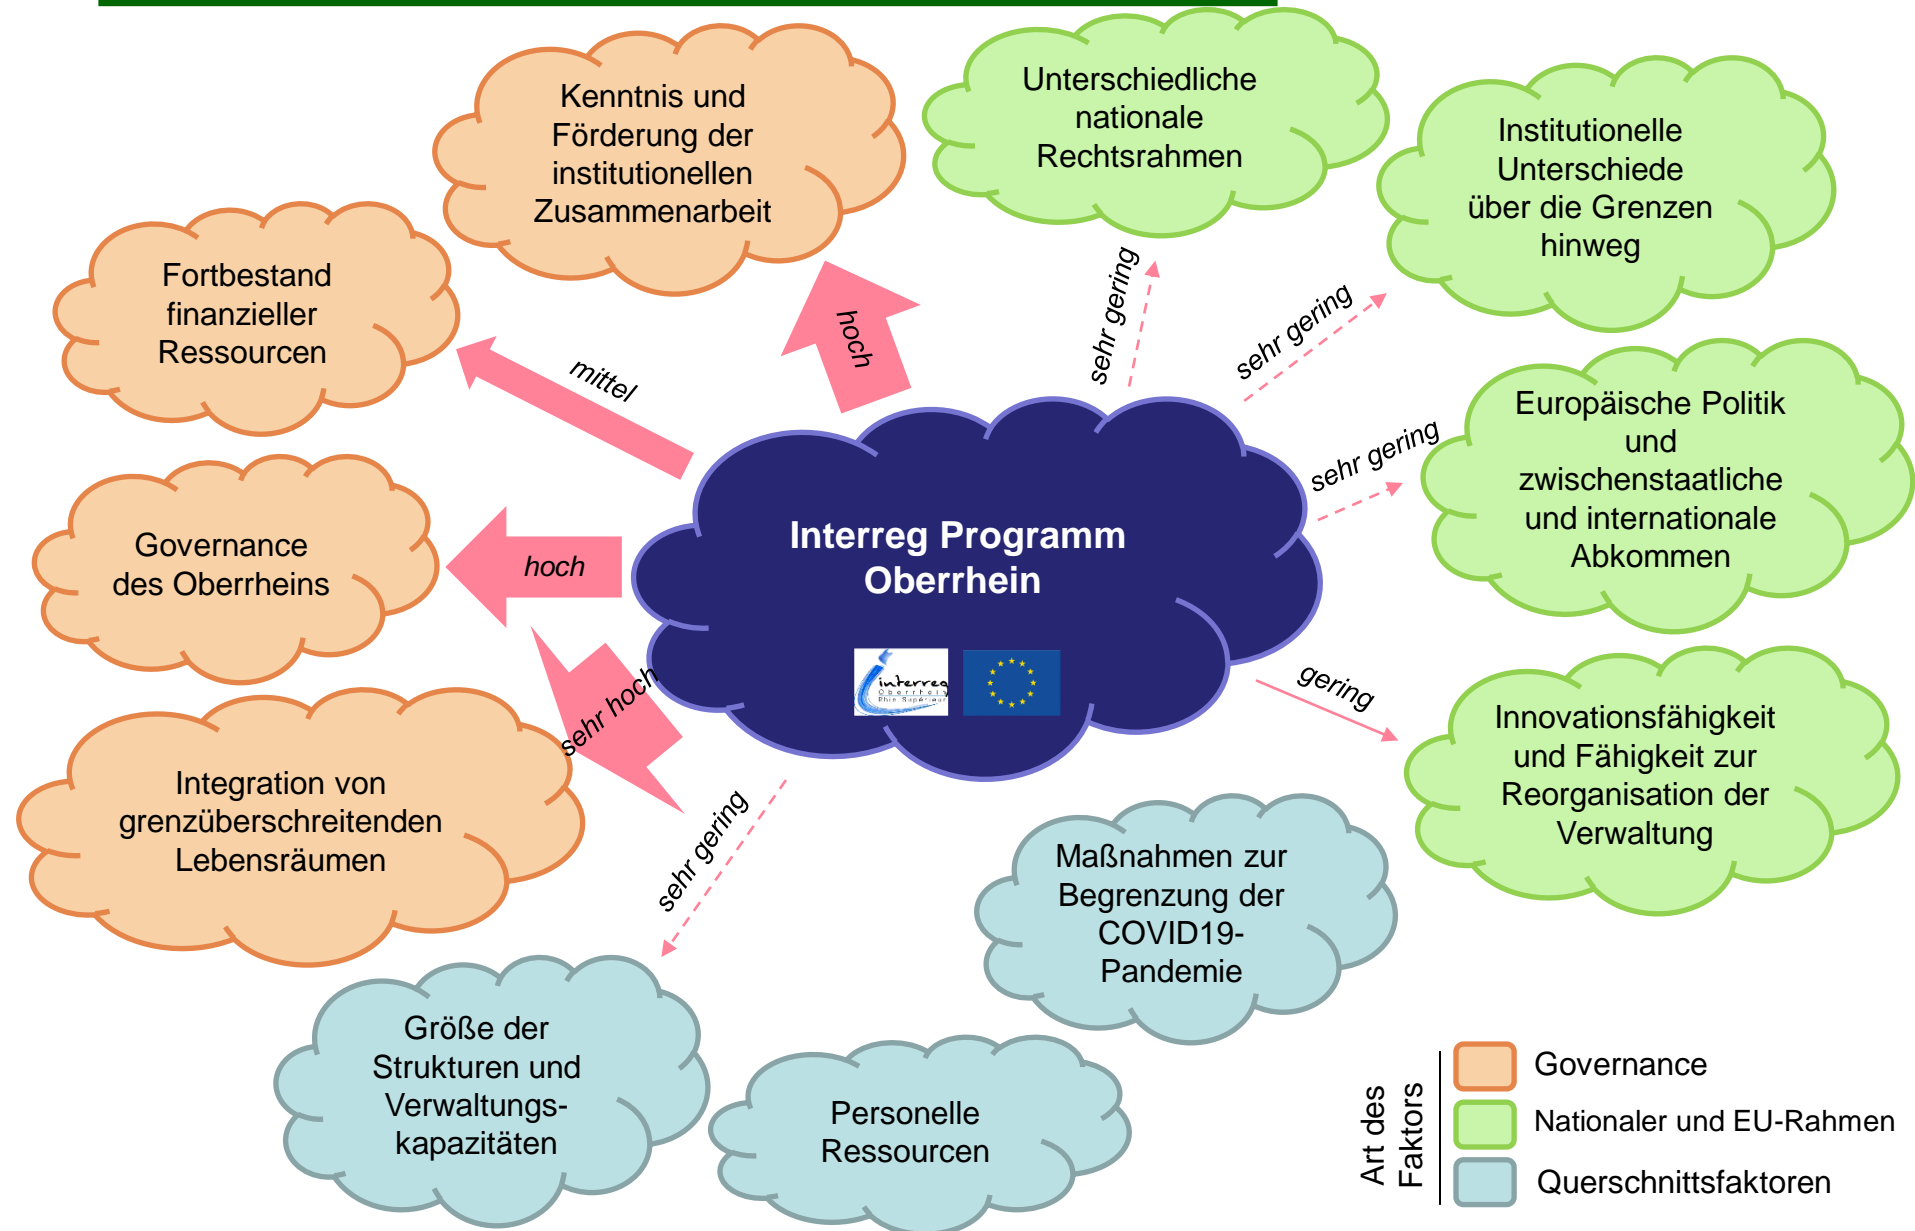 Kenntnis und
Förderung der
institutionellen
Zusammenarbeit
Unterschiedliche
nationale
Rechtsrahmen
Institutionelle
Unterschiede
über die Grenzen
hinweg
Fortbestand
finanzieller
Ressourcen
hoch
sehr gering
sehr gering
mittel
Europäische Politik
und
zwischenstaatliche
und internationale
Abkommen
sehr gering
Governance
des Oberrheins
hoch
Interreg Programm
Oberrhein
interreg
Oberrhein
Rhin Supérieur
sehr hoch
gering
Innovationsfähigkeit
und Fähigkeit zur
Reorganisation der
Verwaltung
Integration von
grenzüberschreitenden
Lebensräumen
sehr gering
Maßnahmen zur
Begrenzung der
COVID19-
Pandemie
Größe der
Strukturen und
Verwaltungs-
kapazitäten
Personelle
Ressourcen
Art des
Faktors
Governance
Nationaler und EU-Rahmen
Querschnittsfaktoren